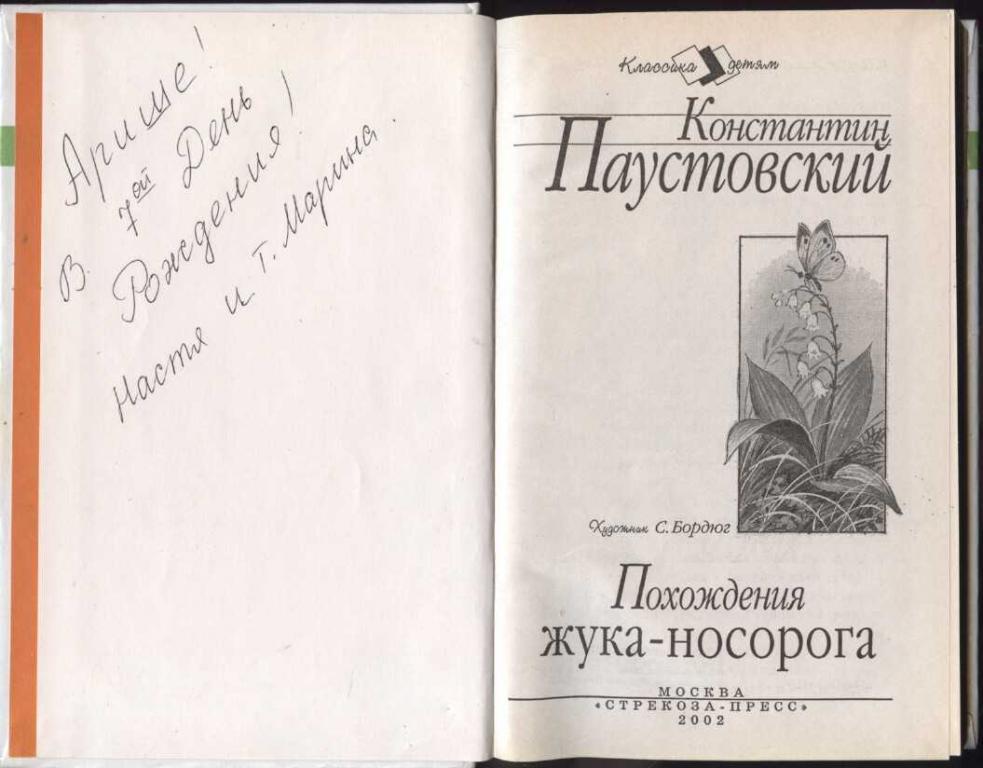 Арише!
В 7ой День
Рождения!
Настя и т. Марина.
Классика детям
Константин
Паустовский
Художник С. Бордюг
Похождения
жука-носорога
МОСКВА
«СТРЕКОЗА-ПРЕСС»
2002